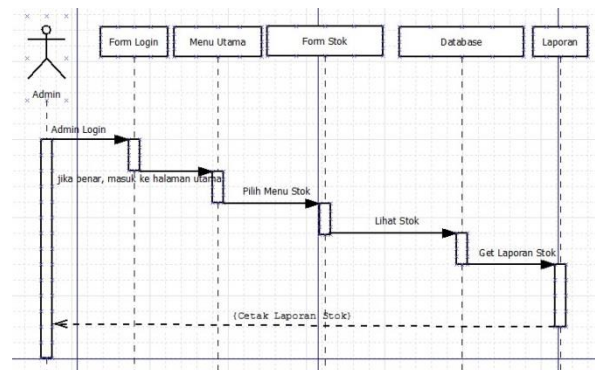 Form Login
Menu Utama
Form Stok
Database
Laporan
Admin
Admin Login
jika benar, masuk ke halaman utama
Pilih Menu Stok
Lihat Stok
Get Laporan Stok
(Cetak Laporan Stok)